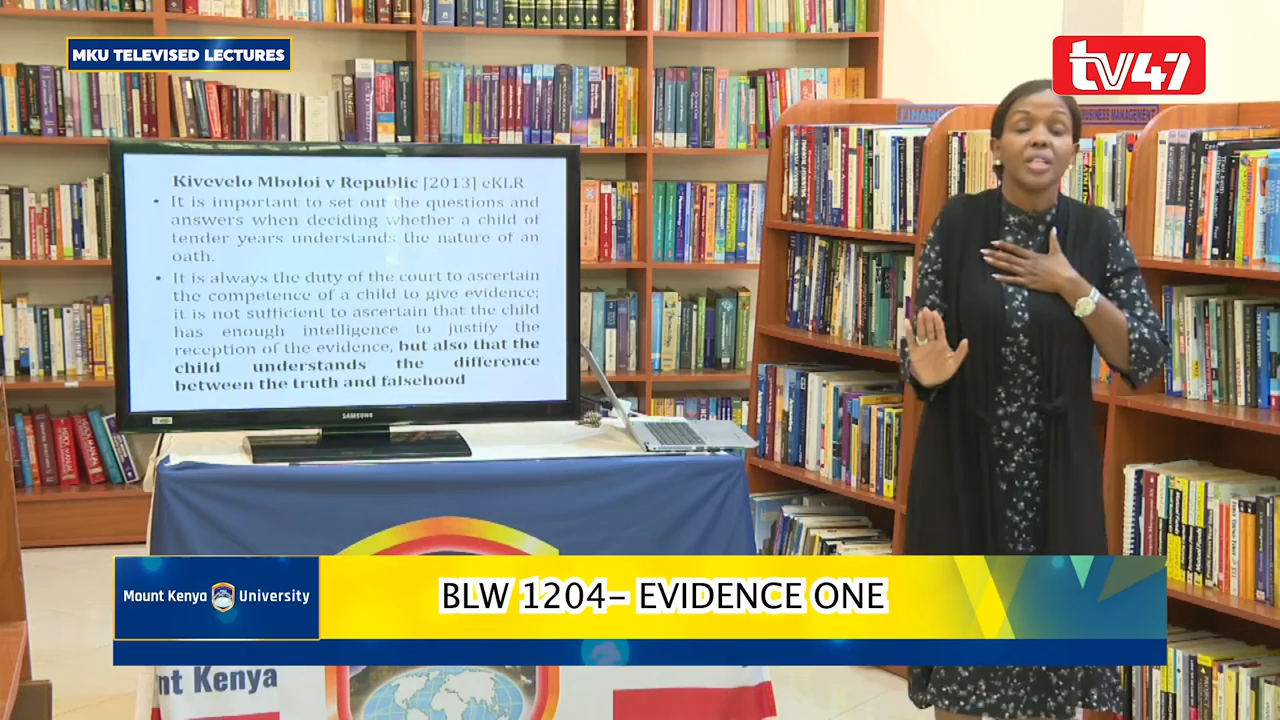 MKU TELEVISED LECTURES
tv47
FINANCE
BUSINESS MANAGEMENT
Kivevelo Mboloi v Republic [2013] eKLR
• It is important to set out the questions and
answers when deciding whether a child of
tender years understands the nature of an
oath.
• It is always the duty of the court to ascertain
the competence of a child to give evidence;
it is not sufficient to ascertain that the child
has enough intelligence to justify the
reception of the evidence, but also that the
child understands the difference
between the truth and falsehood
SAMSUNG
Mount Kenya University
BLW 1204– EVIDENCE ONE
nt Kenya